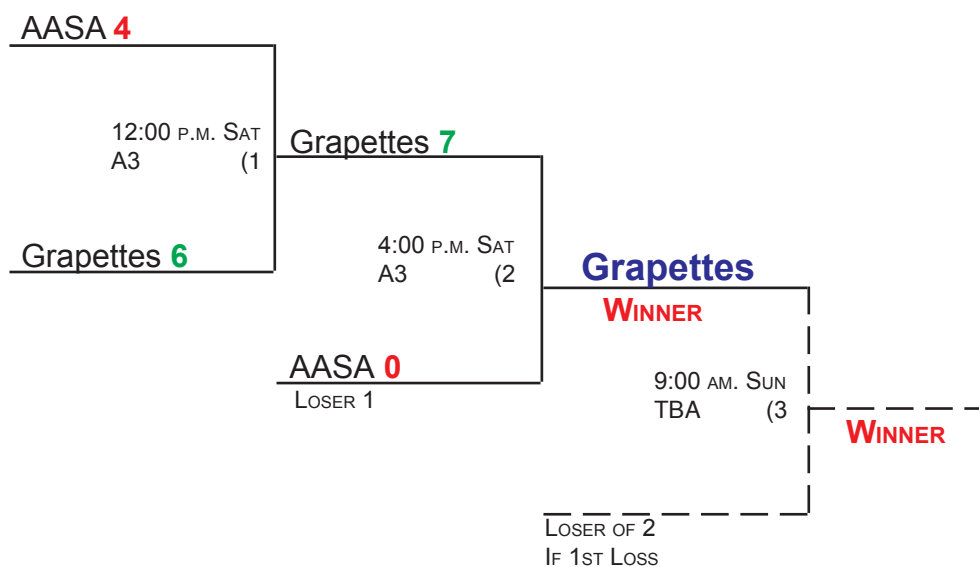 AASA 4
12:00 P.M. SAT
A3 (1
Grapettes 6
Grapettes 7
4:00 P.M. SAT
A3 (2
AASA 0
LOSER 1
Grapettes
WINNER
9:00 AM. SUN
TBA (3
LOSER OF 2
IF 1ST LOSS
WINNER